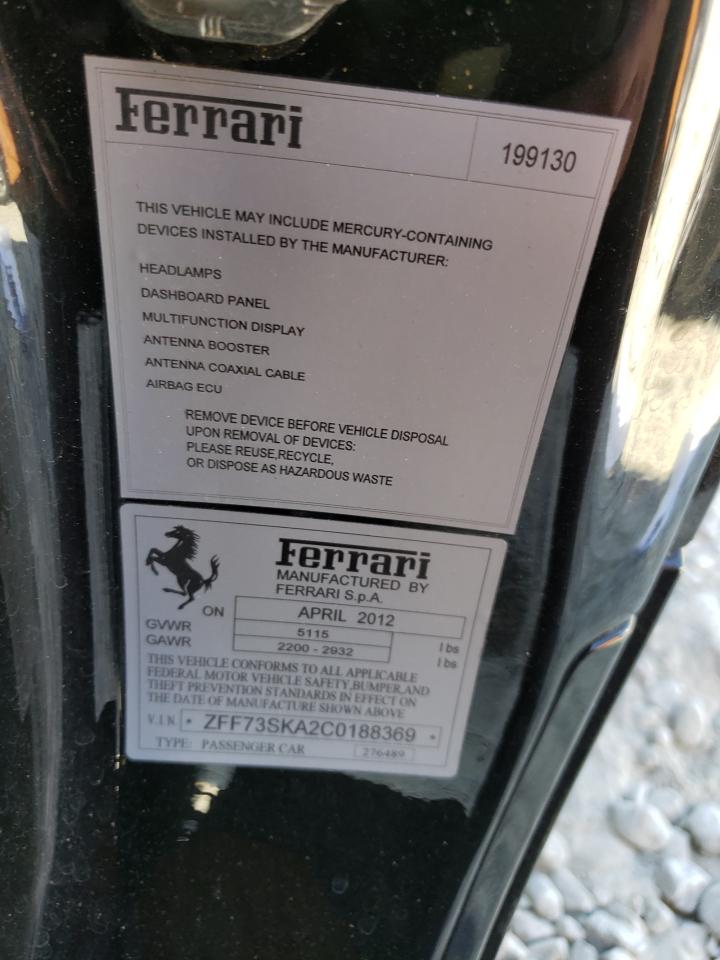 Ferrari
199130
THIS VEHICLE MAY INCLUDE MERCURY-CONTAINING
DEVICES INSTALLED BY THE MANUFACTURER:
HEADLAMPS
DASHBOARD PANEL
MULTIFUNCTION DISPLAY
ANTENNA BOOSTER
ANTENNA COAXIAL CABLE
AIRBAG ECU
REMOVE DEVICE BEFORE VEHICLE DISPOSAL
UPON REMOVAL OF DEVICES:
PLEASE REUSE,RECYCLE,
OR DISPOSE AS HAZARDOUS WASTE
Ferrari
MANUFACTURED BY
FERRARI S.p.A.
ON APRIL 2012
GVWR 5115 lbs
GAWR 2200 - 2932 lbs
THIS VEHICLE CONFORMS TO ALL APPLICABLE
FEDERAL MOTOR VEHICLE SAFETY,BUMPER,AND
THEFT PREVENTION STANDARDS IN EFFECT ON
THE DATE OF MANUFACTURE SHOWN ABOVE
V.I.N. * ZFF73SKA2C0188369 *
TYPE: PASSENGER CAR 276489